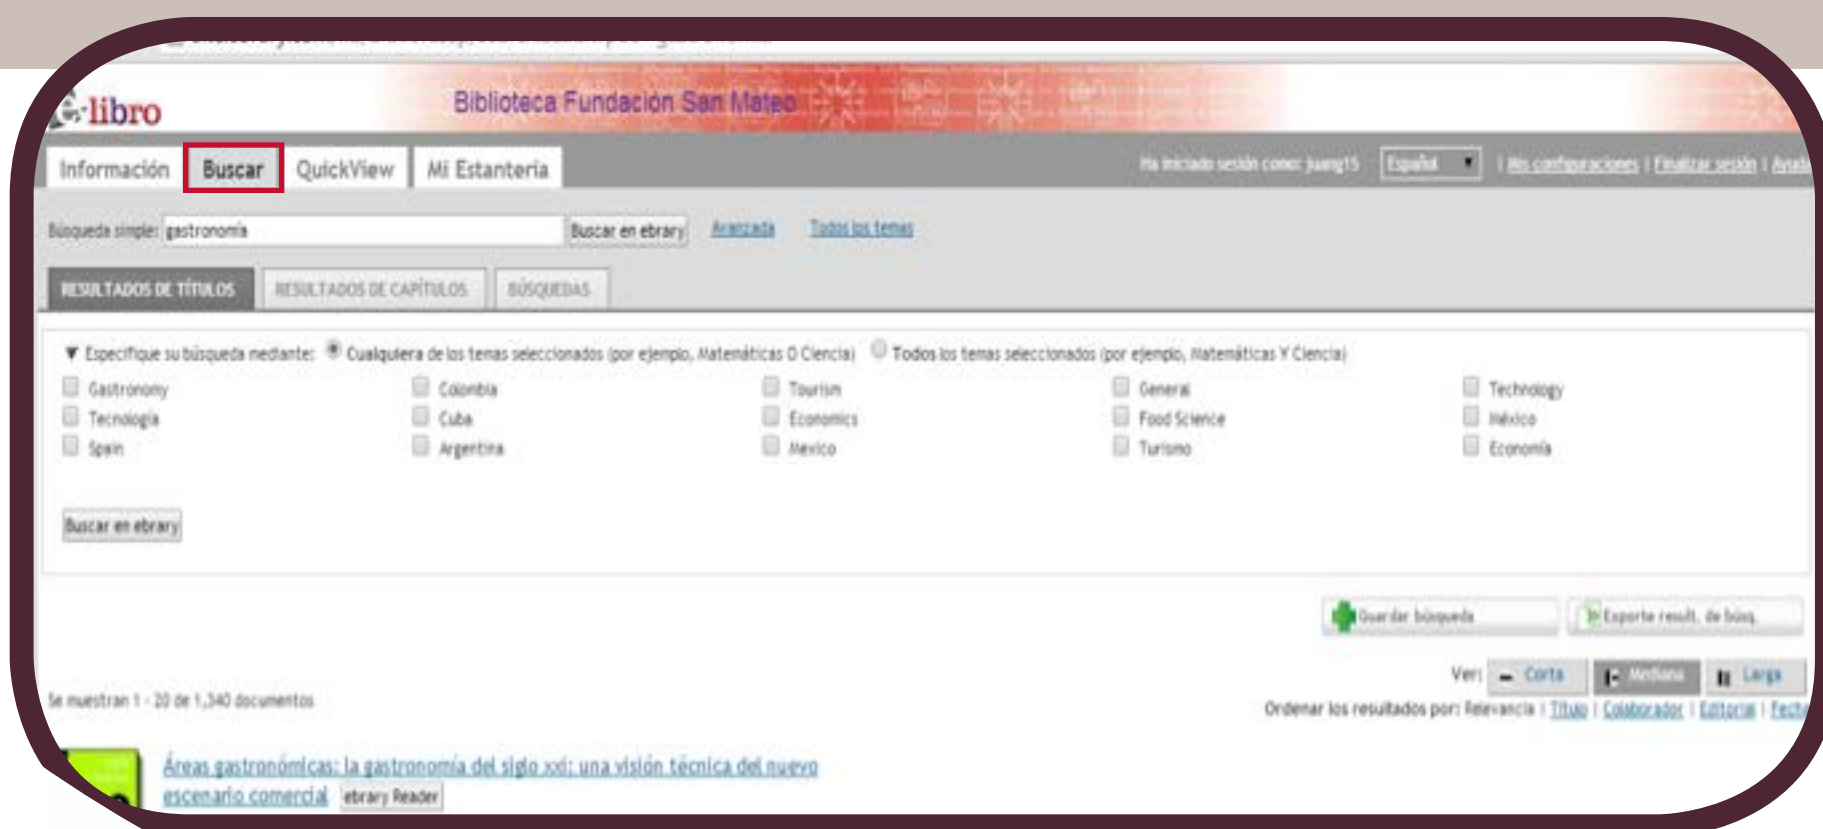 e-libro
Biblioteca Fundación San Mateo
Información Buscar QuickView Mi Estantería Ha iniciado sesión como: juang15 Español | Mis configuraciones | Finalizar sesión | Ayuda
Búsqueda simple: gastronomía Buscar en ebrary Avanzada Todos los temas
RESULTADOS DE TÍTULOS RESULTADOS DE CAPÍTULOS BÚSQUEDAS
▼ Especifique su búsqueda mediante: Cualquiera de los temas seleccionados (por ejemplo, Matemáticas O Ciencia) Todos los temas seleccionados (por ejemplo, Matemáticas Y Ciencia)
Gastronomy Colombia Tourism General Technology
Tecnología Cuba Economics Food Science México
Spain Argentina Mexico Turismo Economía
Buscar en ebrary
Guardar búsqueda Exporte result. de búsq.
Ver: Corta Mediana Larga
Se muestran 1 - 20 de 1,340 documentos
Ordenar los resultados por: Relevancia | Título | Colaborador | Editorial | Fecha
Áreas gastronómicas: la gastronomía del siglo xxi: una visión técnica del nuevo
escenario comercial ebrary Reader